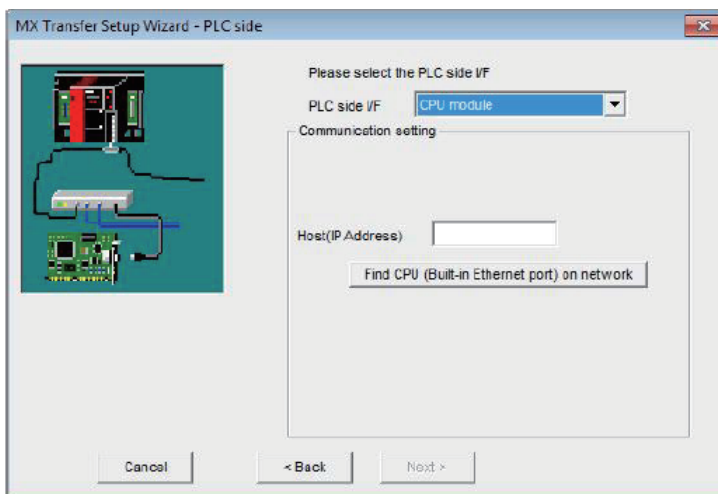 MX Transfer Setup Wizard - PLC side
Please select the PLC side I/F
PLC side I/F
CPU module
Communication setting
Host(IP Address)
Find CPU (Built-in Ethernet port) on network
Cancel
< Back
Next >